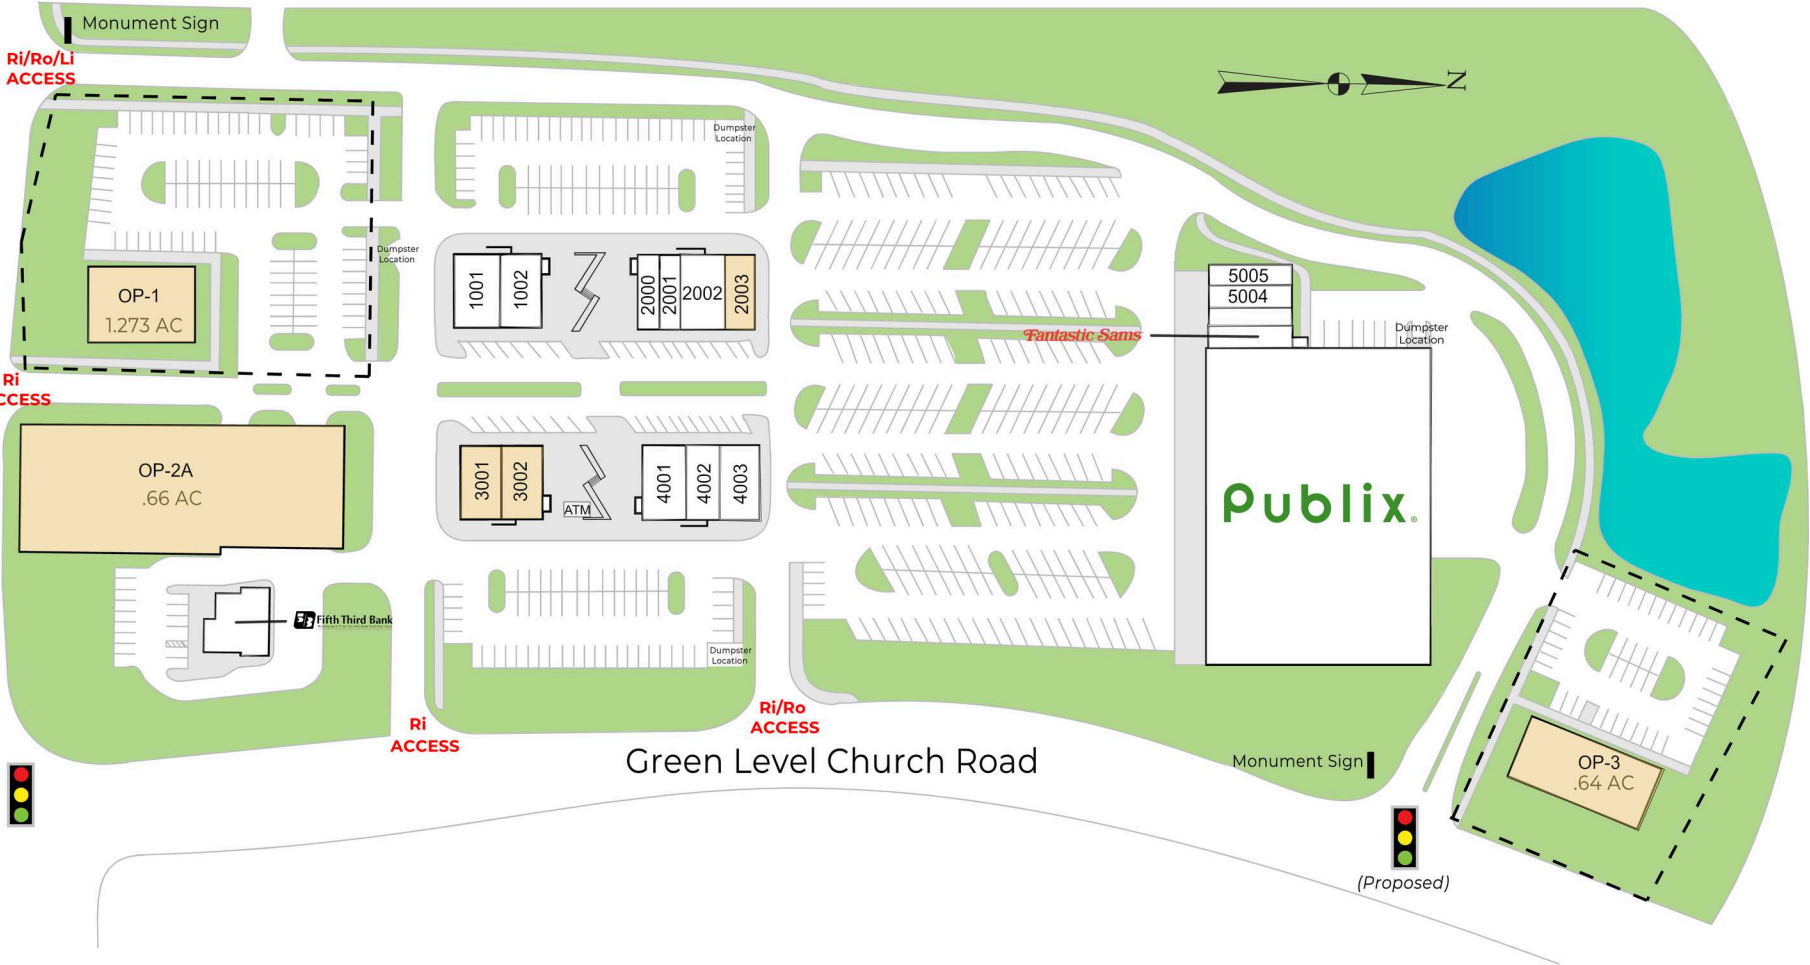 Monument Sign
Ri/Ro/Li
ACCESS
N
Dumpster
Location
Dumpster
Location
OP-1
1.273 AC
1001
1002
2000
2001
2002
2003
5005
5004
Fantastic Sams
Dumpster
Location
Ri
CCESS
OP-2A
.66 AC
3001
3002
ATM
4001
4002
4003
Publix
Fifth Third Bank
Dumpster
Location
Ri
ACCESS
Ri/Ro
ACCESS
Green Level Church Road
Monument Sign
OP-3
.64 AC
(Proposed)